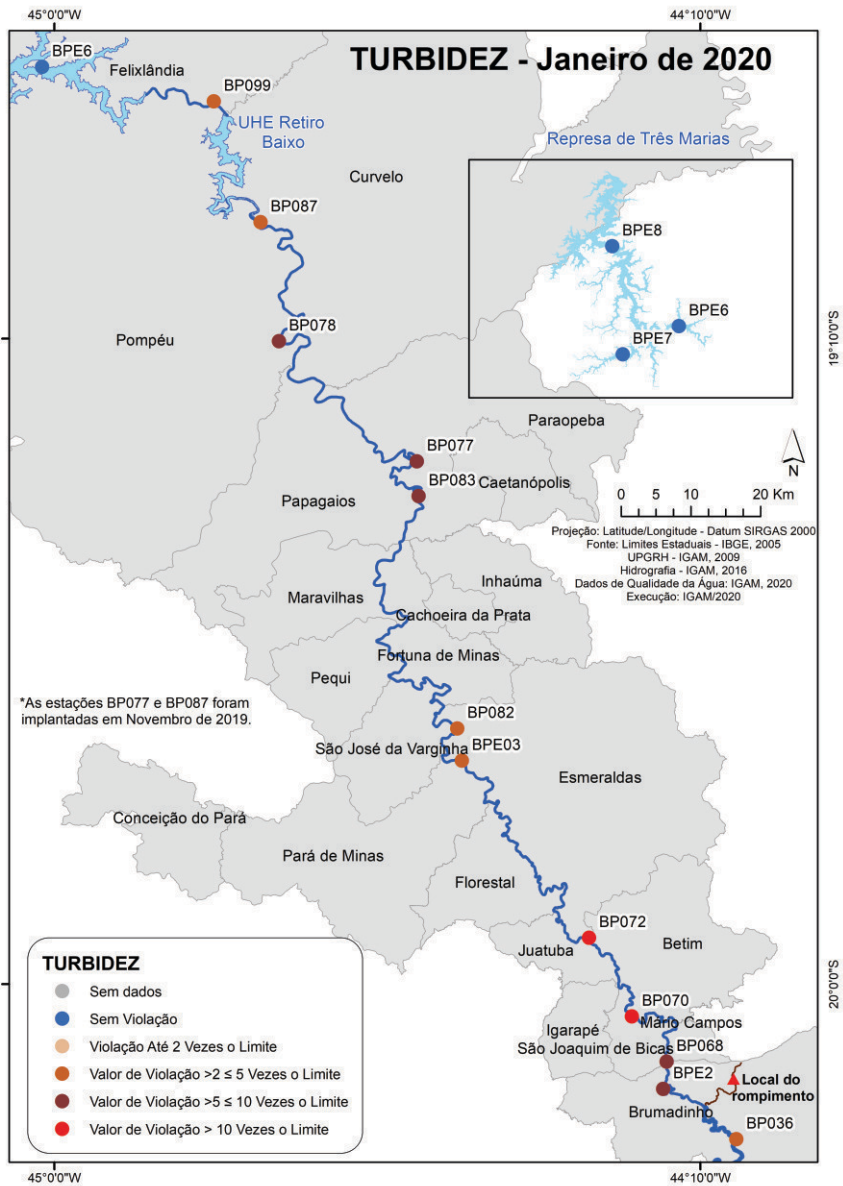 45°0'0"W
44°10'0"W
TURBIDEZ - Janeiro de 2020
BPE6
Felixlândia
BP099
UHE Retiro
Baixo
Represa de Três Marias
Curvelo
BP087
BPE8
BPE6
BPE7
BP078
Pompéu
19°10'0"S
Paraopeba
BP077
N
Caetanópolis
BP083
0 5 10 20 Km
Papagaios
Projeção: Latitude/Longitude - Datum SIRGAS 2000
Fonte: Limites Estaduais - IBGE, 2005
UPGRH - IGAM, 2009
Hidrografia - IGAM, 2016
Dados de Qualidade da Água: IGAM, 2020
Execução: IGAM/2020
Inhaúma
Maravilhas
Cachoeira da Prata
Fortuna de Minas
Pequi
*As estações BP077 e BP087 foram
implantadas em Novembro de 2019.
BP082
São José da Varginha
BPE03
Esmeraldas
Conceição do Pará
Pará de Minas
Florestal
BP072
Juatuba
Betim
20°0'0"S
BP070
Mário Campos
Igarapé
São Joaquim de Bicas
BP068
BPE2
Local do
rompimento
Brumadinho
BP036
TURBIDEZ
Sem dados
Sem Violação
Violação Até 2 Vezes o Limite
Valor de Violação >2 ≤ 5 Vezes o Limite
Valor de Violação >5 ≤ 10 Vezes o Limite
Valor de Violação > 10 Vezes o Limite
45°0'0"W
44°10'0"W